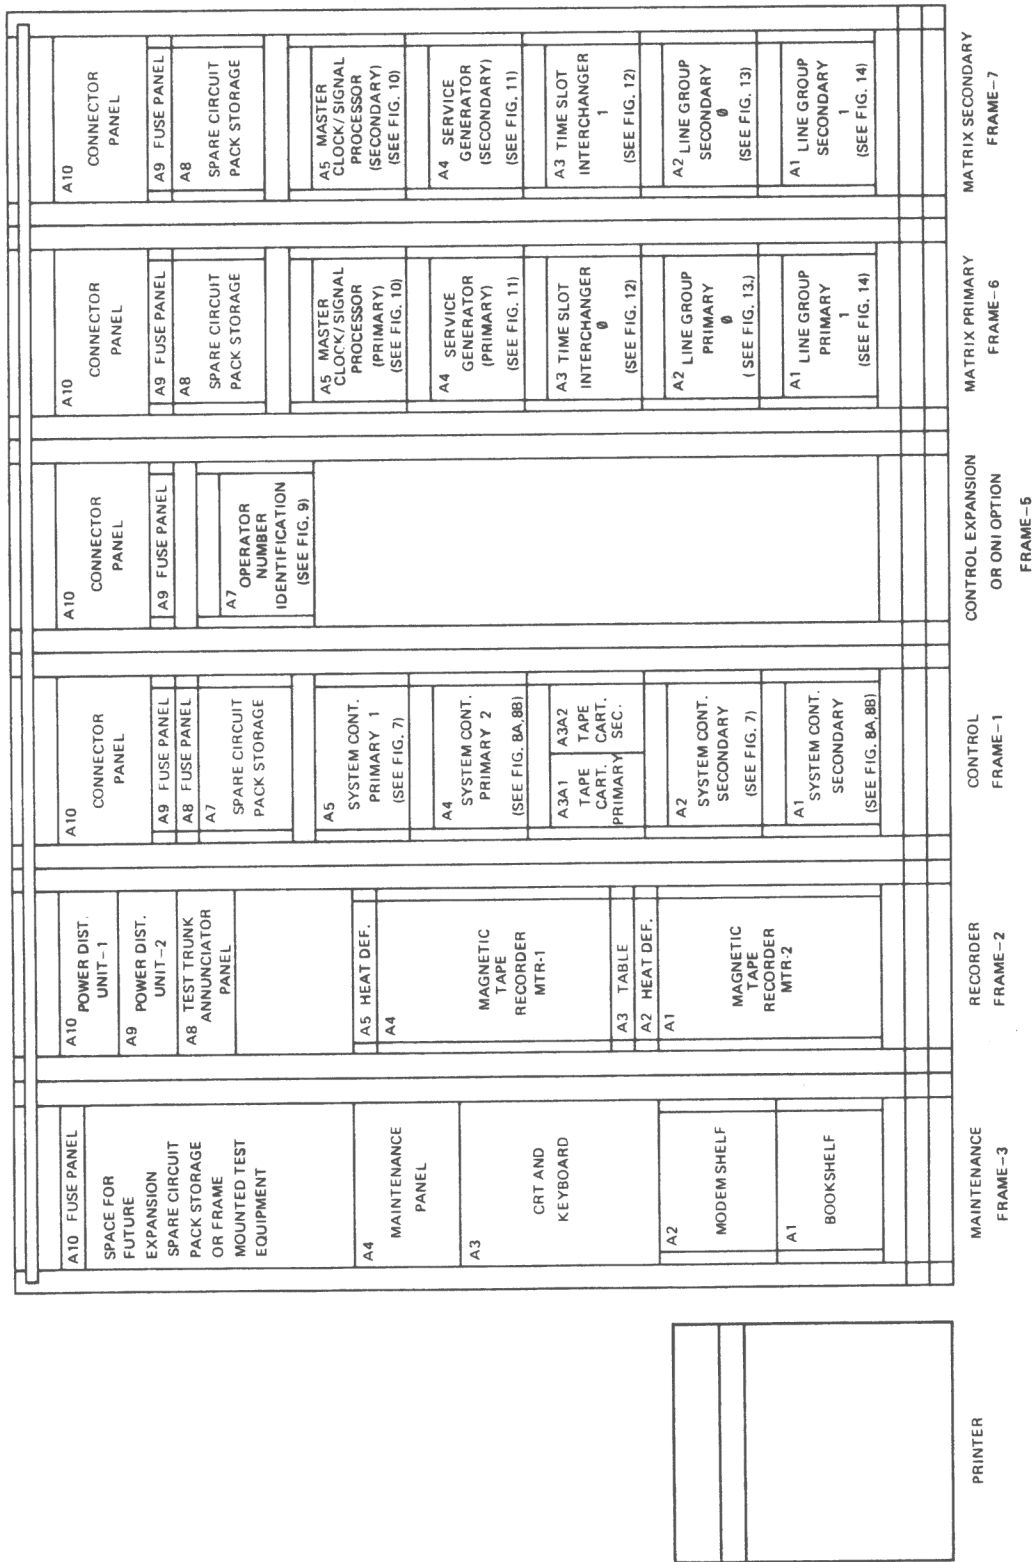 A10 FUSE PANEL
SPACE FOR
FUTURE
EXPANSION
SPARE CIRCUIT
PACK STORAGE
OR FRAME
MOUNTED TEST
EQUIPMENT
A4
MAINTENANCE
PANEL
A3
CRT AND
KEYBOARD
A2
MODEM SHELF
A1
BOOKSHELF
MAINTENANCE
FRAME-3
A10 POWER DIST.
UNIT-1
A9 POWER DIST.
UNIT-2
A8 TEST TRUNK
ANNUNCIATOR
PANEL
A5 HEAT DEF.
A4
MAGNETIC
TAPE
RECORDER
MTR-1
A3 TABLE
A2 HEAT DEF.
A1
MAGNETIC
TAPE
RECORDER
MTR-2
RECORDER
FRAME-2
A10
CONNECTOR
PANEL
A9 FUSE PANEL
A8 FUSE PANEL
A7
SPARE CIRCUIT
PACK STORAGE
A5
SYSTEM CONT.
PRIMARY 1
(SEE FIG. 7)
A4
SYSTEM CONT.
PRIMARY 2
(SEE FIG. 8A,8B)
A3A1
TAPE
CART.
PRIMARY
A3A2
TAPE
CART.
SEC.
A2
SYSTEM CONT.
SECONDARY
(SEE FIG. 7)
A1
SYSTEM CONT.
SECONDARY
(SEE FIG. 8A,8B)
CONTROL
FRAME-1
A10
CONNECTOR
PANEL
A9 FUSE PANEL
A7
OPERATOR
NUMBER
IDENTIFICATION
(SEE FIG. 9)
CONTROL EXPANSION
OR ONI OPTION
FRAME-5
A10
CONNECTOR
PANEL
A9 FUSE PANEL
A8
SPARE CIRCUIT
PACK STORAGE
A5 MASTER
CLOCK/SIGNAL
PROCESSOR
(PRIMARY)
(SEE FIG. 10)
A4 SERVICE
GENERATOR
(PRIMARY)
(SEE FIG. 11)
A3 TIME SLOT
INTERCHANGER
0
(SEE FIG. 12)
A2 LINE GROUP
PRIMARY
0
( SEE FIG. 13.)
A1 LINE GROUP
PRIMARY
1
(SEE FIG. 14)
MATRIX PRIMARY
FRAME-6
A10
CONNECTOR
PANEL
A9 FUSE PANEL
A8
SPARE CIRCUIT
PACK STORAGE
A5 MASTER
CLOCK/SIGNAL
PROCESSOR
(SECONDARY)
(SEE FIG. 10)
A4 SERVICE
GENERATOR
(SECONDARY)
(SEE FIG. 11)
A3 TIME SLOT
INTERCHANGER
1
(SEE FIG. 12)
A2 LINE GROUP
SECONDARY
0
(SEE FIG. 13)
A1 LINE GROUP
SECONDARY
1
(SEE FIG. 14)
MATRIX SECONDARY
FRAME-7
PRINTER